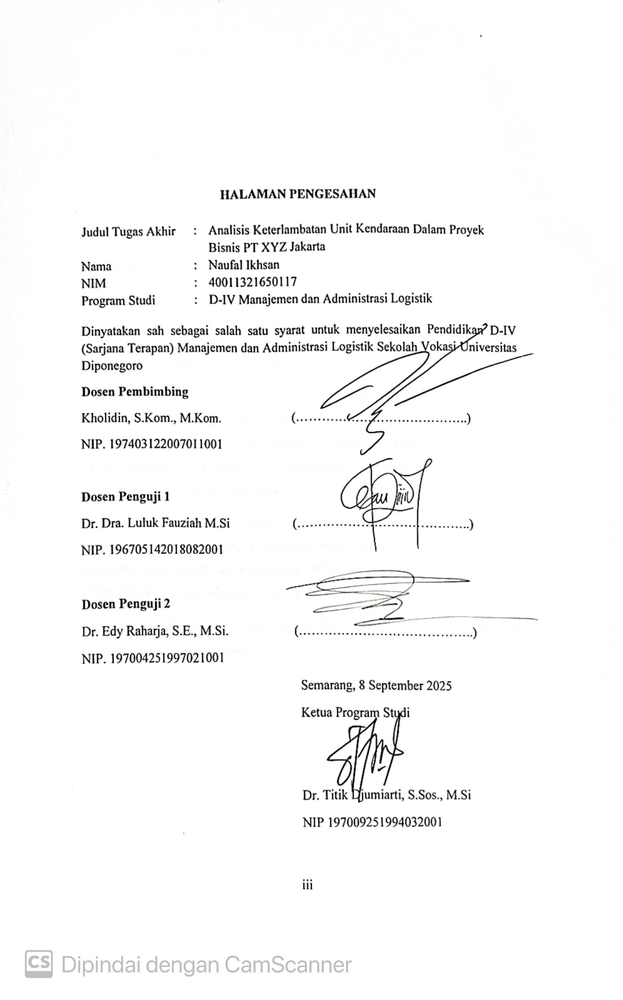 HALAMAN PENGESAHAN
Judul Tugas Akhir : Analisis Keterlambatan Unit Kendaraan Dalam Proyek
Bisnis PT XYZ Jakarta
Nama : Naufal Ikhsan
NIM : 40011321650117
Program Studi : D-IV Manajemen dan Administrasi Logistik
Dinyatakan sah sebagai salah satu syarat untuk menyelesaikan Pendidikan D-IV
(Sarjana Terapan) Manajemen dan Administrasi Logistik Sekolah Vokasi Universitas
Diponegoro
Dosen Pembimbing
Kholidin, S.Kom., M.Kom. (..................................................)
NIP. 197403122007011001
Dosen Penguji 1
Dr. Dra. Luluk Fauziah M.Si (..................................................)
NIP. 196705142018082001
Dosen Penguji 2
Dr. Edy Raharja, S.E., M.Si. (..................................................)
NIP. 197004251997021001
Semarang, 8 September 2025
Ketua Program Studi
Dr. Titik Djumiarti, S.Sos., M.Si
NIP 197009251994032001
iii
CS Dipindai dengan CamScanner